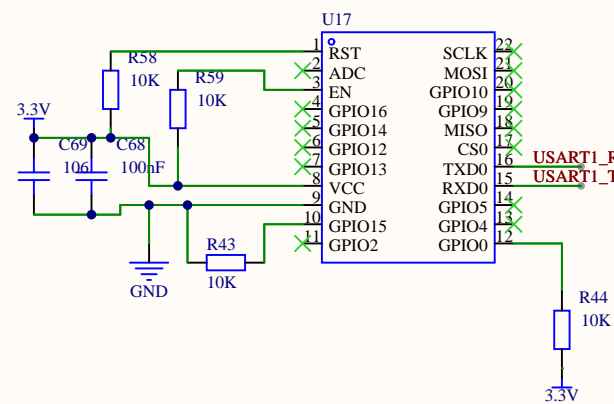 U17
1 RST SCLK 22
2 ADC MOSI 21
3 EN GPIO10 20
4 GPIO16 GPIO9 19
5 GPIO14 MISO 18
6 GPIO12 CS0 17
7 GPIO13 TXD0 16 USART1_R
8 VCC RXD0 15 USART1_T
9 GND GPIO5 14
10 GPIO15 GPIO4 13
11 GPIO2 GPIO0 12
R58
10K
R59
10K
3.3V
C69
106
C68
100nF
GND
R43
10K
R44
10K
3.3V